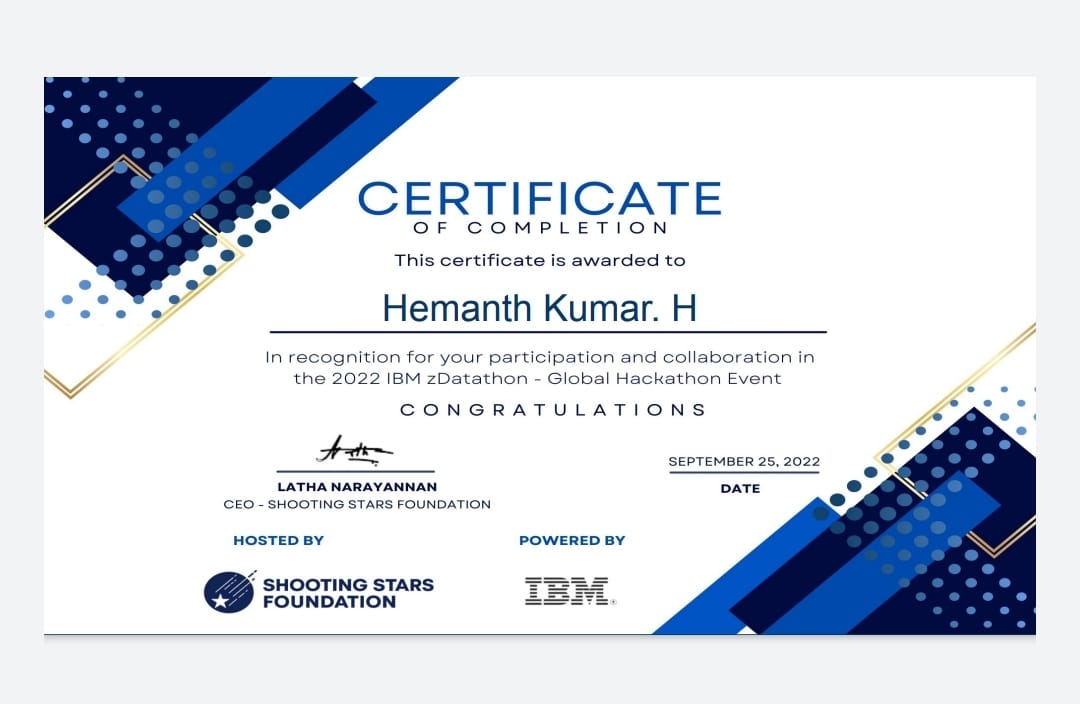 CERTIFICATE
OF COMPLETION
This certificate is awarded to
Hemanth Kumar. H
In recognition for your participation and collaboration in
the 2022 IBM zDatathon - Global Hackathon Event
CONGRATULATIONS
LATHA NARAYANNAN
CEO - SHOOTING STARS FOUNDATION
SEPTEMBER 25, 2022
DATE
HOSTED BY
SHOOTING STARS
FOUNDATION
POWERED BY
IBM®